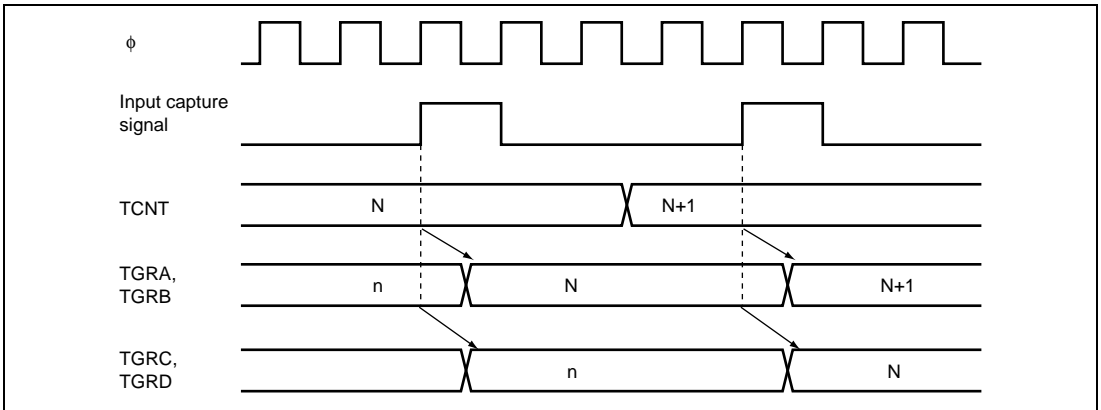 ϕ
Input capture
signal
TCNT
N
N+1
TGRA,
TGRB
n
N
N+1
TGRC,
TGRD
n
N